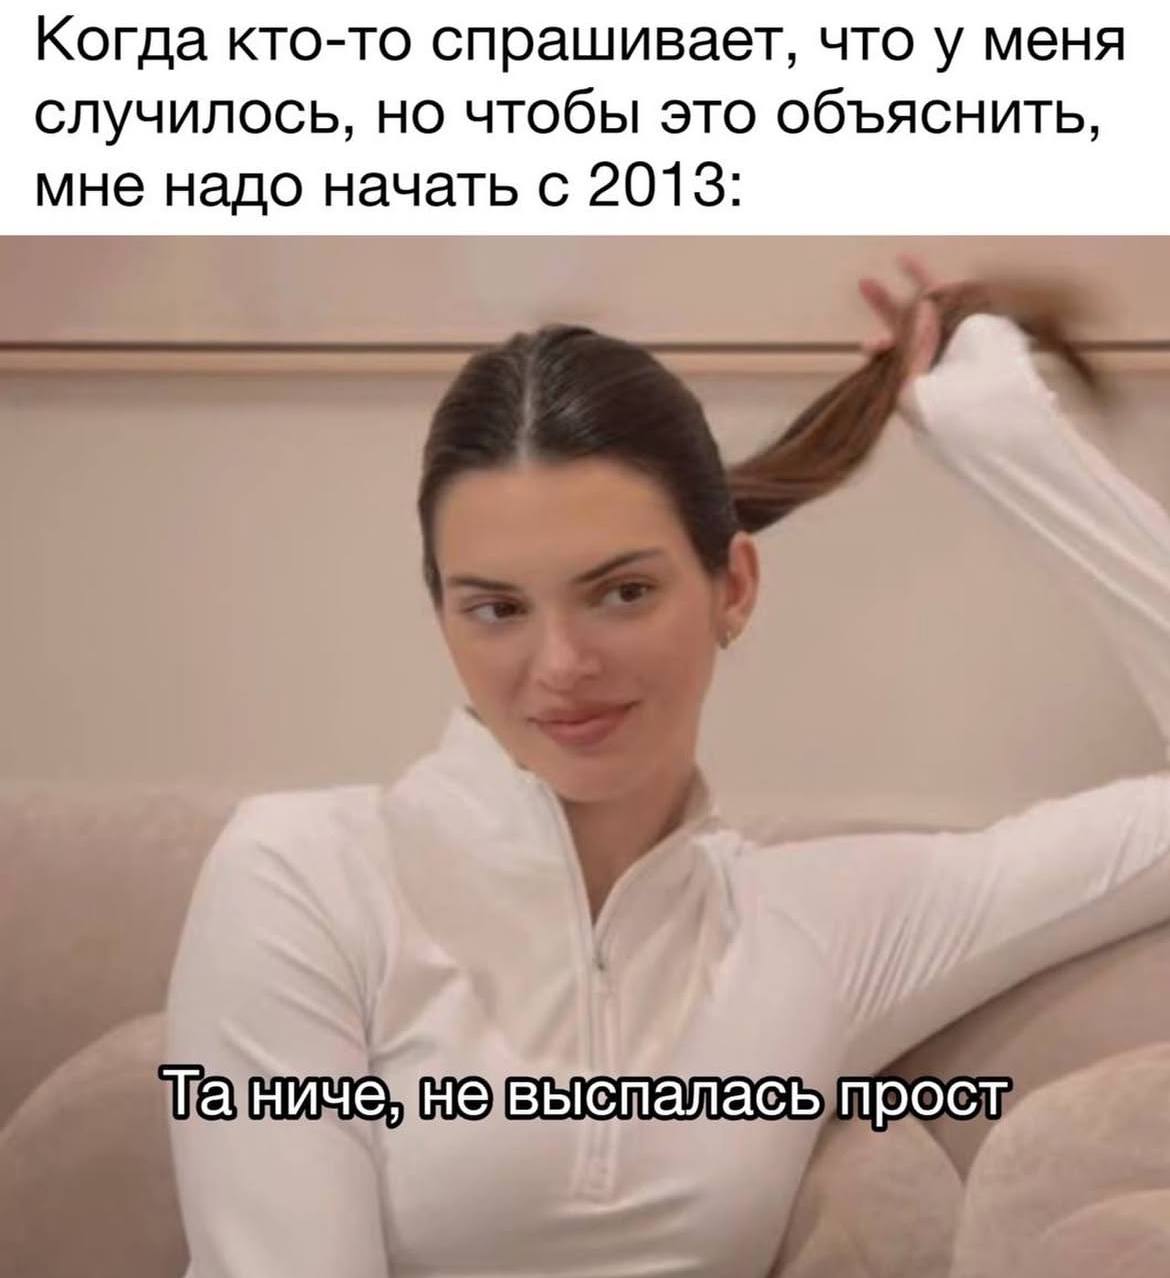 Когда кто-то спрашивает, что у меня
случилось, но чтобы это объяснить,
мне надо начать с 2013:
Та ниче, не выспалась прост